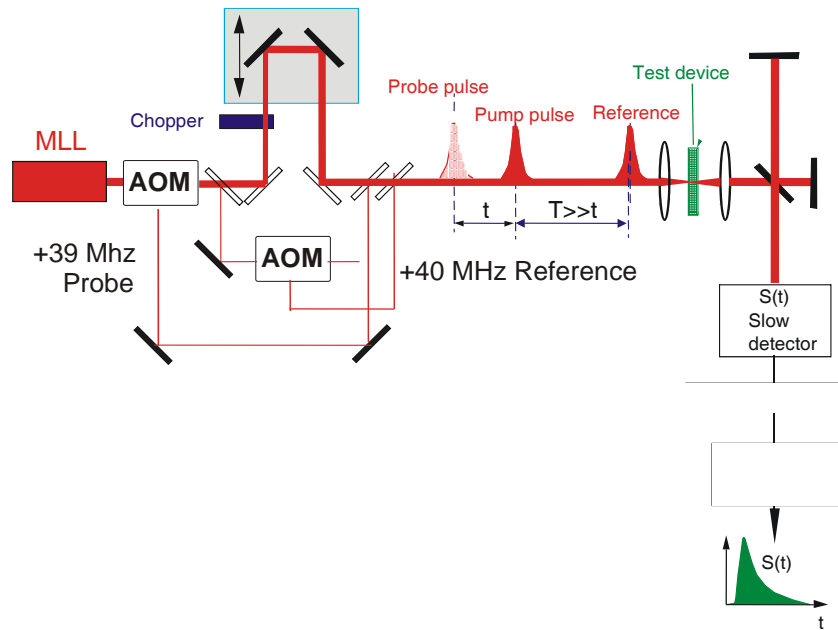 Test device
Probe pulse
Pump pulse
Reference
Chopper
MLL
AOM
t
T>>t
+39 Mhz
Probe
AOM
+40 MHz Reference
S(t)
Slow
detector
S(t)
t